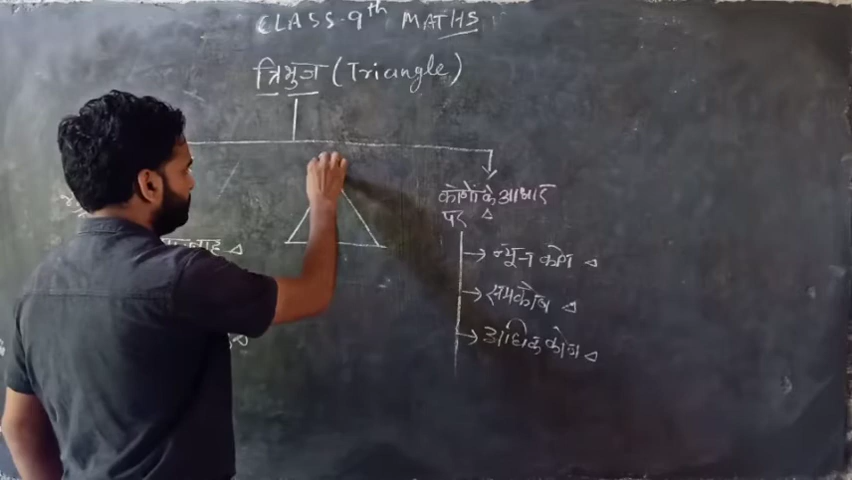 CLASS-9th MATHS
त्रिभुज (Triangle)
कोणों के आधार
पर Δ
→ न्यून कोण Δ
→ समकोण Δ
→ अधिक कोण Δ